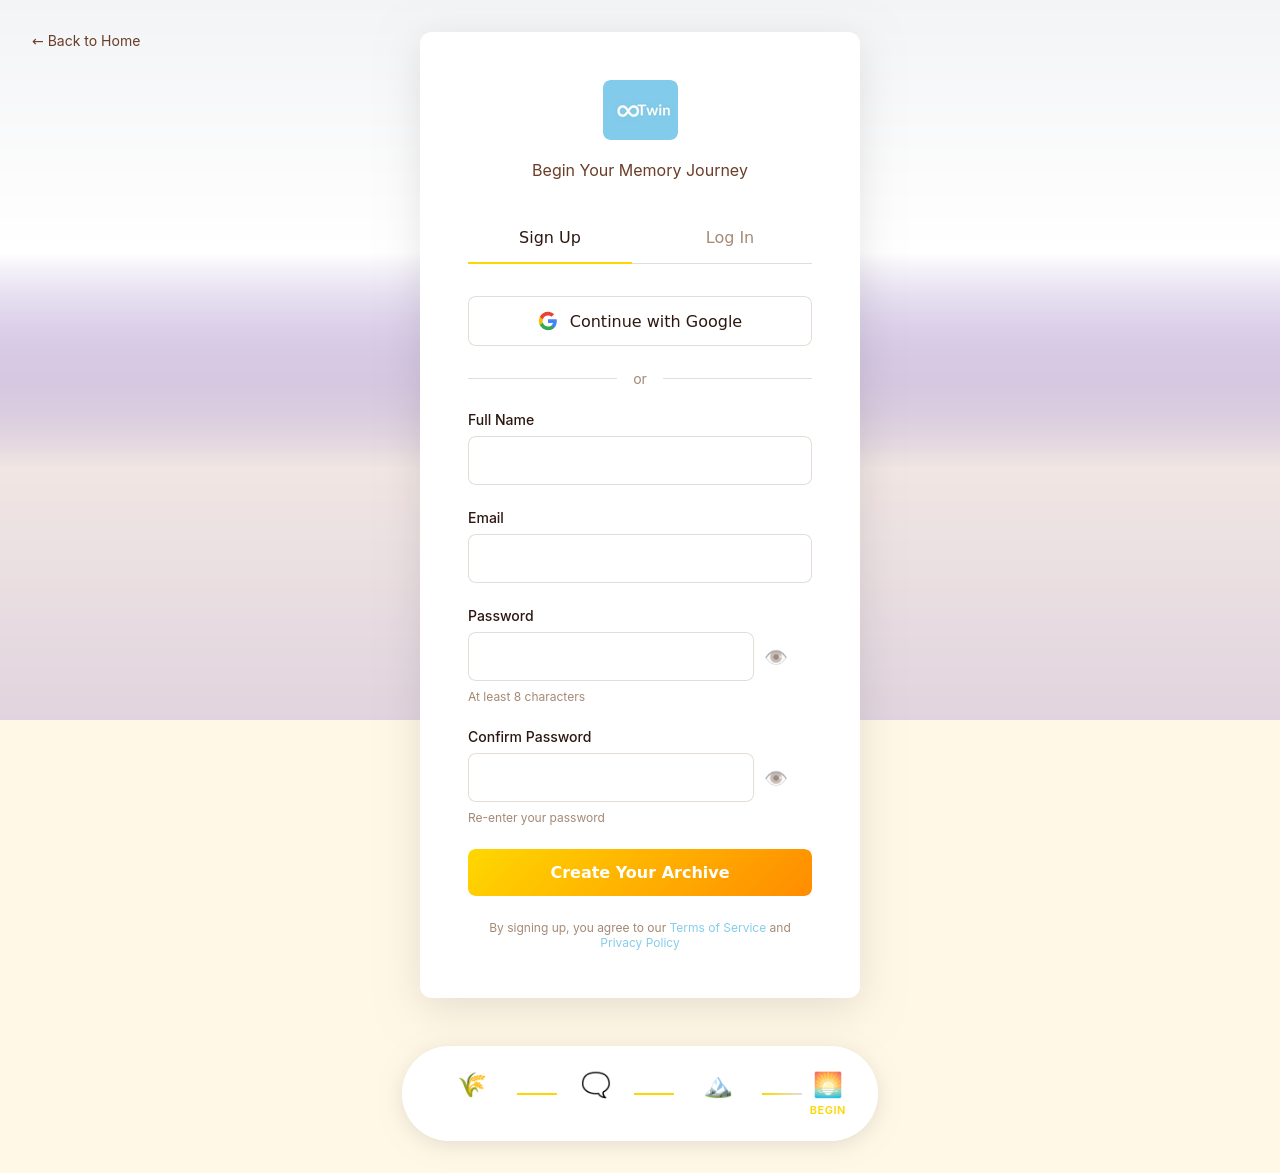 ← Back to Home
∞Twin
Begin Your Memory Journey
Sign Up
Log In
Continue with Google
or
Full Name
Email
Password
At least 8 characters
Confirm Password
Re-enter your password
Create Your Archive
By signing up, you agree to our Terms of Service and
Privacy Policy
BEGIN